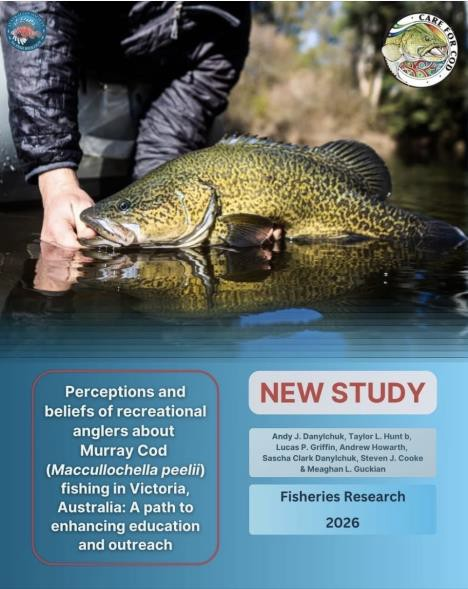 CARE FOR COD
Perceptions and
beliefs of recreational
anglers about
Murray Cod
(Maccullochella peelii)
fishing in Victoria,
Australia: A path to
enhancing education
and outreach
NEW STUDY
Andy J. Danylchuk, Taylor L. Hunt b,
Lucas P. Griffin, Andrew Howarth,
Sascha Clark Danylchuk, Steven J. Cooke
& Meaghan L. Guckian
Fisheries Research
2026